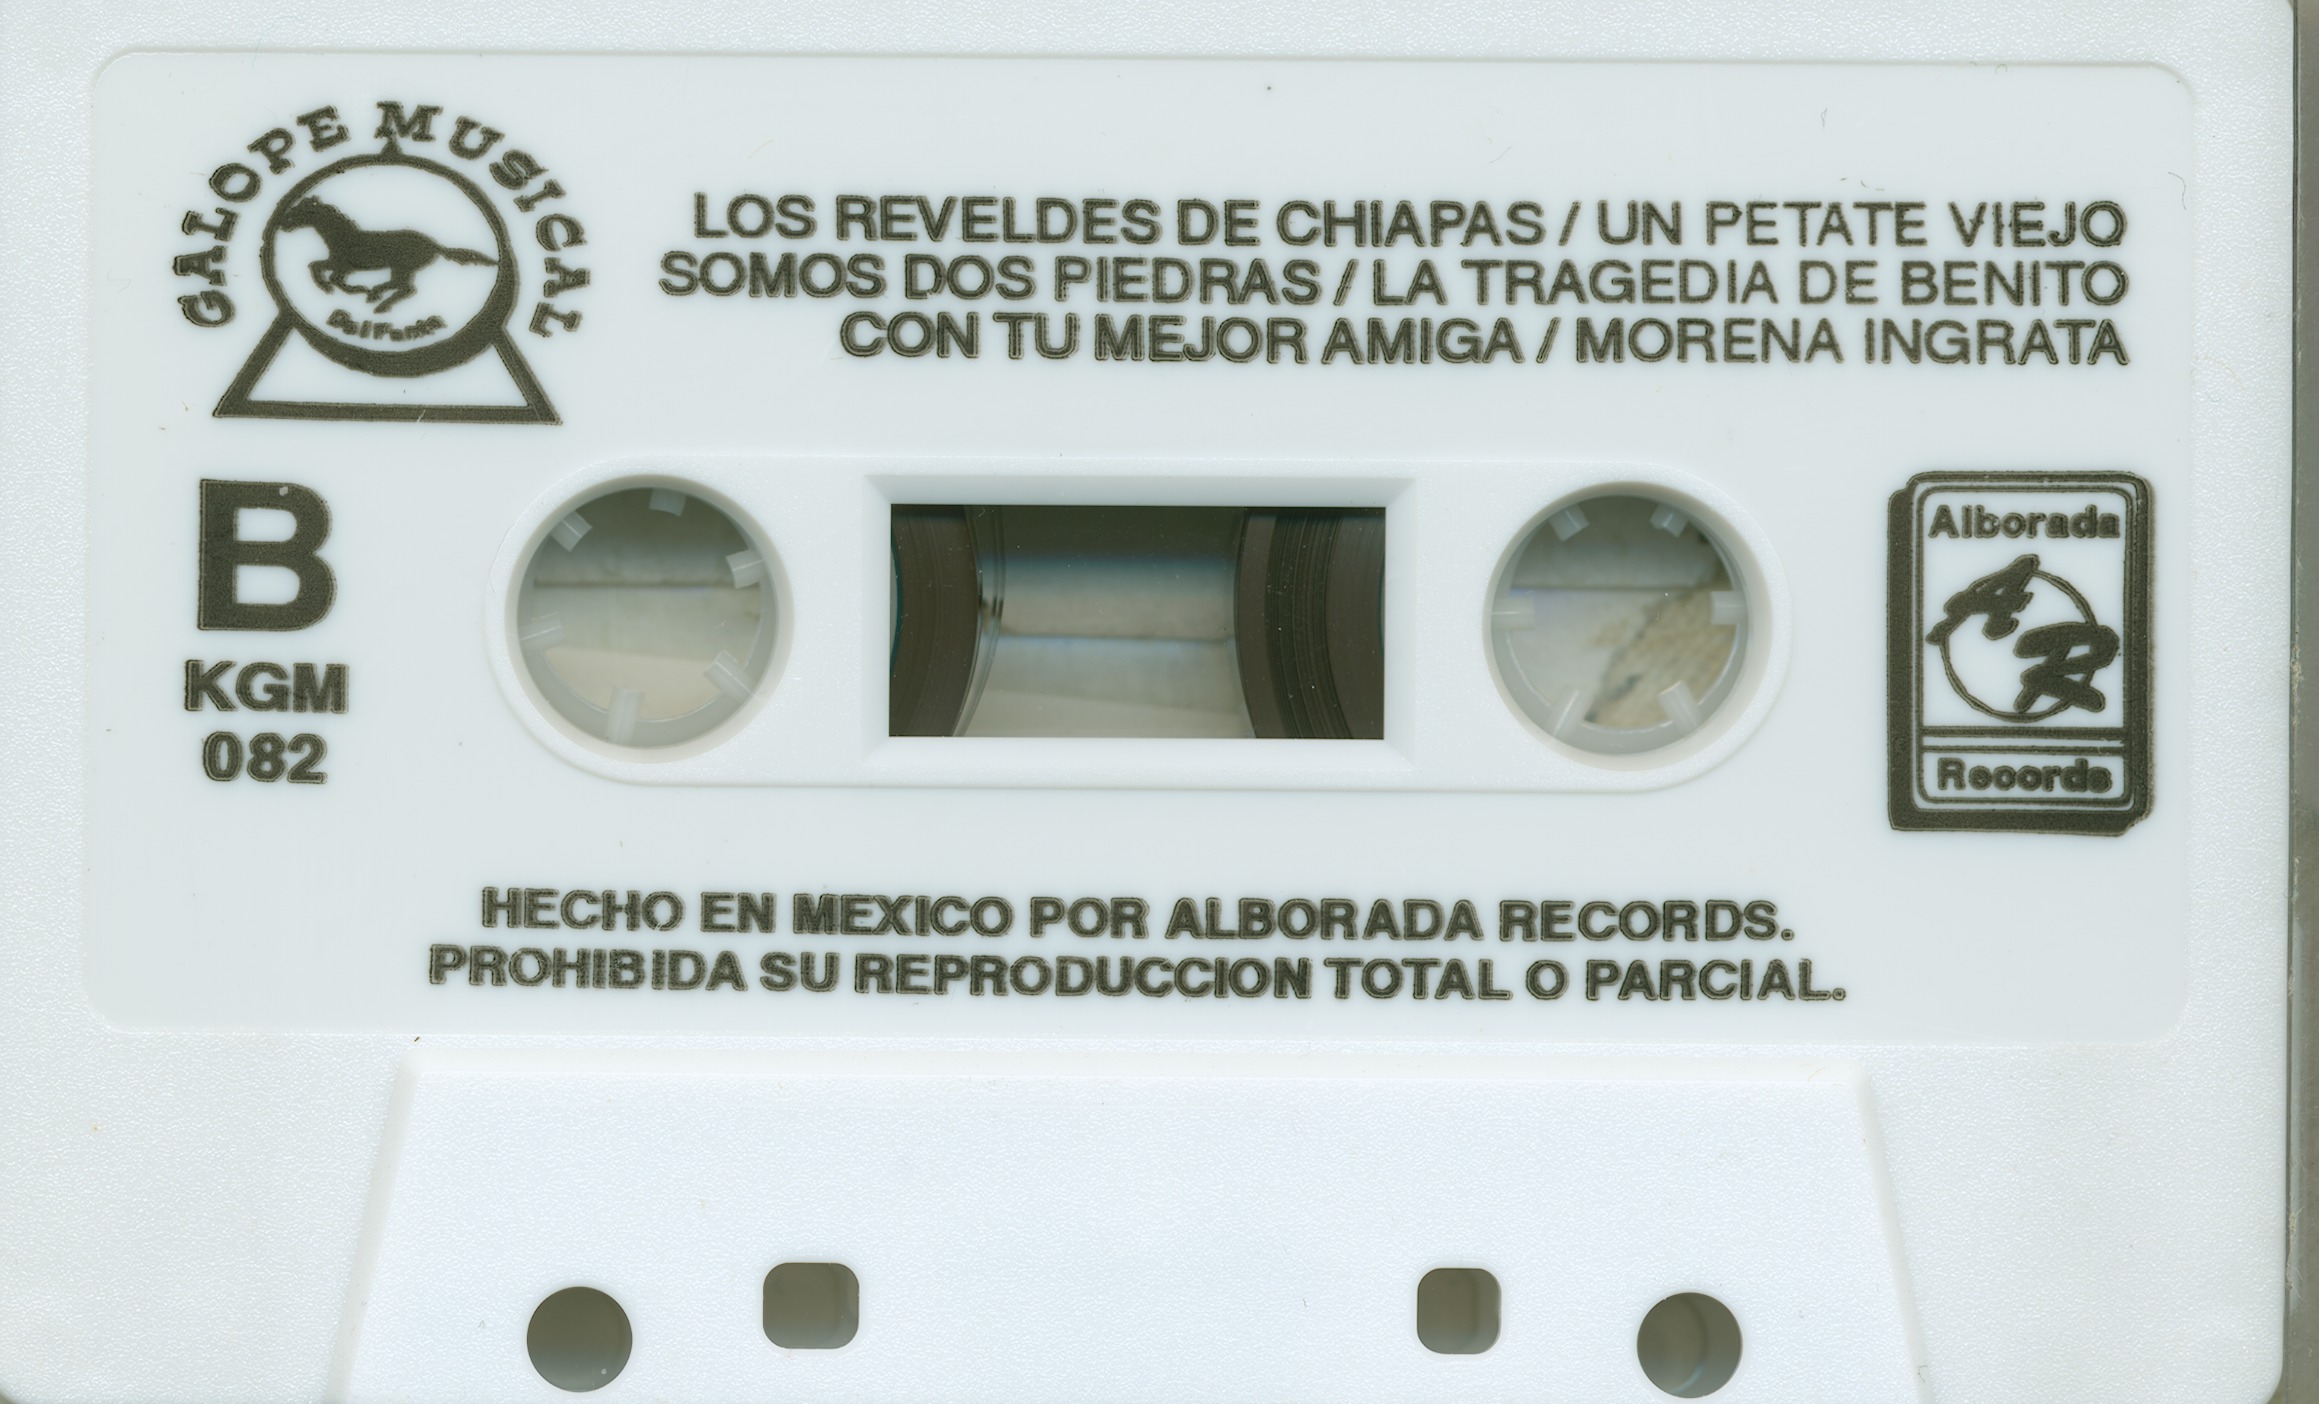 GALOPE MUSICAL
LOS REVELDES DE CHIAPAS / UN PETATE VIEJO
SOMOS DOS PIEDRAS / LA TRAGEDIA DE BENITO
CON TU MEJOR AMIGA / MORENA INGRATA
B
KGM
082
Alborada
AR
Records
HECHO EN MEXICO POR ALBORADA RECORDS.
PROHIBIDA SU REPRODUCCION TOTAL O PARCIAL.